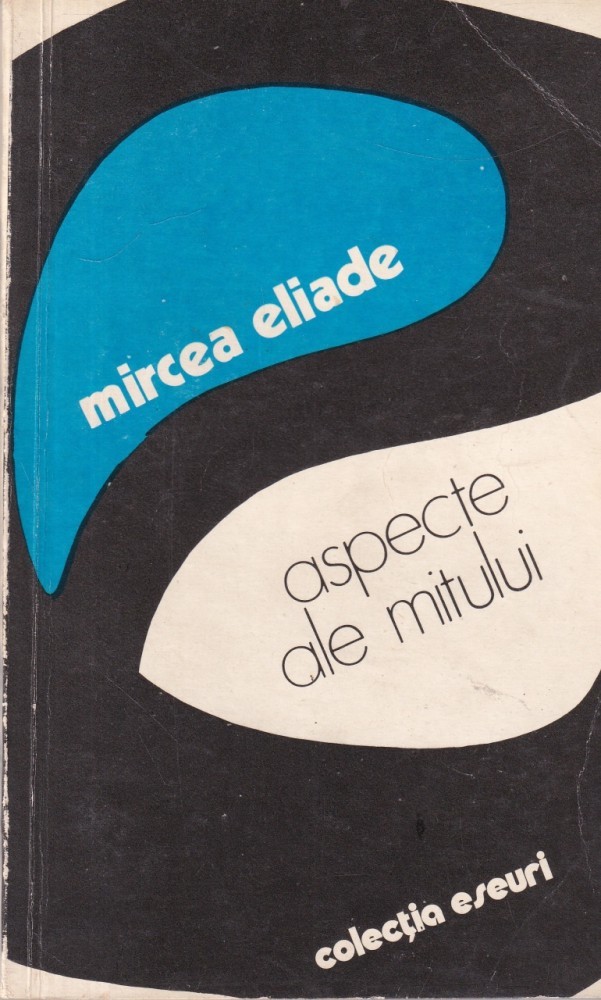 mircea eliade
aspecte
ale mitului
colecția eseuri